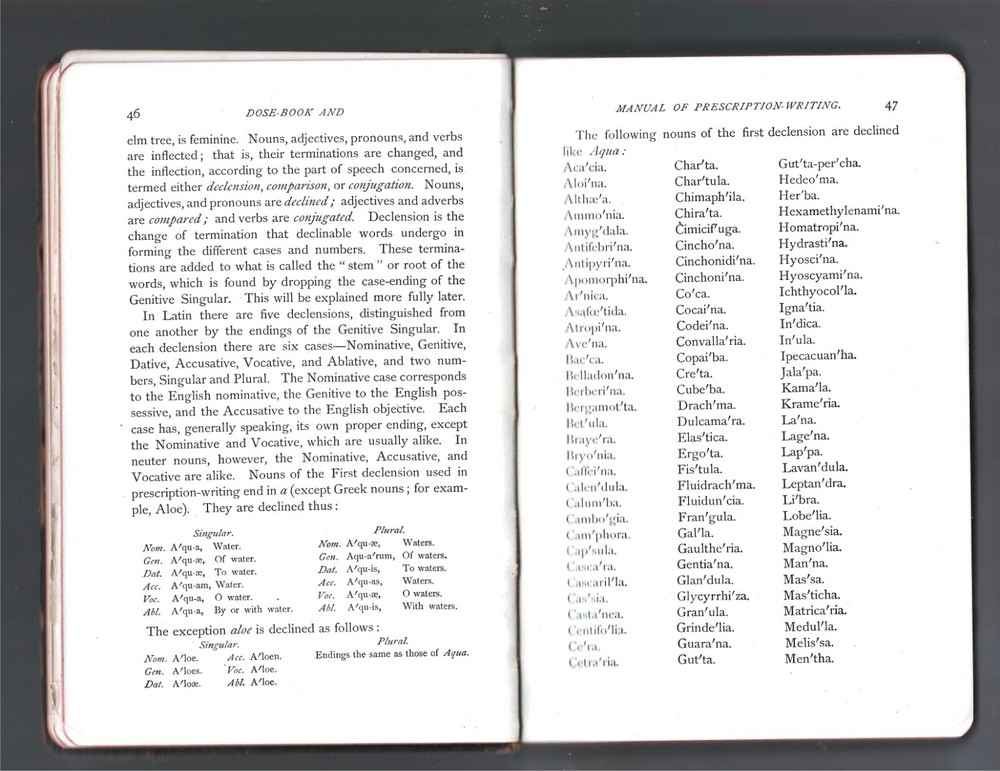 46
DOSE-BOOK AND
elm tree, is feminine. Nouns, adjectives, pronouns, and verbs
are inflected; that is, their terminations are changed, and
the inflection, according to the part of speech concerned, is
termed either declension, comparison, or conjugation. Nouns,
adjectives, and pronouns are declined; adjectives and adverbs
are compared; and verbs are conjugated. Declension is the
change of termination that declinable words undergo in
forming the different cases and numbers. These termina-
tions are added to what is called the "stem" or root of the
words, which is found by dropping the case-ending of the
Genitive Singular. This will be explained more fully later.
In Latin there are five declensions, distinguished from
one another by the endings of the Genitive Singular. In
each declension there are six cases—Nominative, Genitive,
Dative, Accusative, Vocative, and Ablative, and two num-
bers, Singular and Plural. The Nominative case corresponds
to the English nominative, the Genitive to the English pos-
sessive, and the Accusative to the English objective. Each
case has, generally speaking, its own proper ending, except
the Nominative and Vocative, which are usually alike. In
neuter nouns, however, the Nominative, Accusative, and
Vocative are alike. Nouns of the First declension used in
prescription-writing end in a (except Greek nouns; for exam-
ple, Aloe). They are declined thus:
Singular.
Nom. A′qu-a, Water.
Gen. A′qu-æ, Of water.
Dat. A′qu-æ, To water.
Acc. A′qu-am, Water.
Voc. A′qu-a, O water.
Abl. A′qu-a, By or with water.
Plural.
Nom. A′qu-æ, Waters.
Gen. Aqu-a′rum, Of waters.
Dat. A′qu-is, To waters.
Acc. A′qu-as, Waters.
Voc. A′qu-æ, O waters.
Abl. A′qu-is, With waters.
The exception aloe is declined as follows:
Singular.
Nom. A′loe. Acc. A′loen.
Gen. A′loes. Voc. A′loe.
Dat. A′loæ. Abl. A′loe.
Plural.
Endings the same as those of Aqua.
MANUAL OF PRESCRIPTION-WRITING.
47
The following nouns of the first declension are declined
like Aqua:
Aca′cia.
Aloi′na.
Althæ′a.
Ammo′nia.
Amyg′dala.
Antifebri′na.
Antipyri′na.
Apomorphi′na.
Ar′nica.
Asafœ′tida.
Atropi′na.
Ave′na.
Bac′ca.
Belladon′na.
Berberi′na.
Bergamot′ta.
Bet′ula.
Braye′ra.
Bryo′nia.
Caffei′na.
Calen′dula.
Calum′ba.
Cambo′gia.
Cam′phora.
Cap′sula.
Casca′ra.
Cascaril′la.
Cas′sia.
Casta′nea.
Centifo′lia.
Ce′ra.
Cetra′ria.
Char′ta.
Char′tula.
Chimaph′ila.
Chira′ta.
Cimicif′uga.
Cincho′na.
Cinchonidi′na.
Cinchoni′na.
Co′ca.
Cocai′na.
Codei′na.
Convalla′ria.
Copai′ba.
Cre′ta.
Cube′ba.
Drach′ma.
Dulcama′ra.
Elas′tica.
Ergo′ta.
Fis′tula.
Fluidrach′ma.
Fluidun′cia.
Fran′gula.
Gal′la.
Gaulthe′ria.
Gentia′na.
Glan′dula.
Glycyrrhi′za.
Gran′ula.
Grinde′lia.
Guara′na.
Gut′ta.
Gut′ta-per′cha.
Hedeo′ma.
Her′ba.
Hexamethylenami′na.
Homatropi′na.
Hydrasti′na.
Hyosci′na.
Hyoscyami′na.
Ichthyocol′la.
Igna′tia.
In′dica.
In′ula.
Ipecacuan′ha.
Jala′pa.
Kama′la.
Krame′ria.
La′na.
Lage′na.
Lap′pa.
Lavan′dula.
Leptan′dra.
Li′bra.
Lobe′lia.
Magne′sia.
Magno′lia.
Man′na.
Mas′sa.
Mas′ticha.
Matrica′ria.
Medul′la.
Melis′sa.
Men′tha.